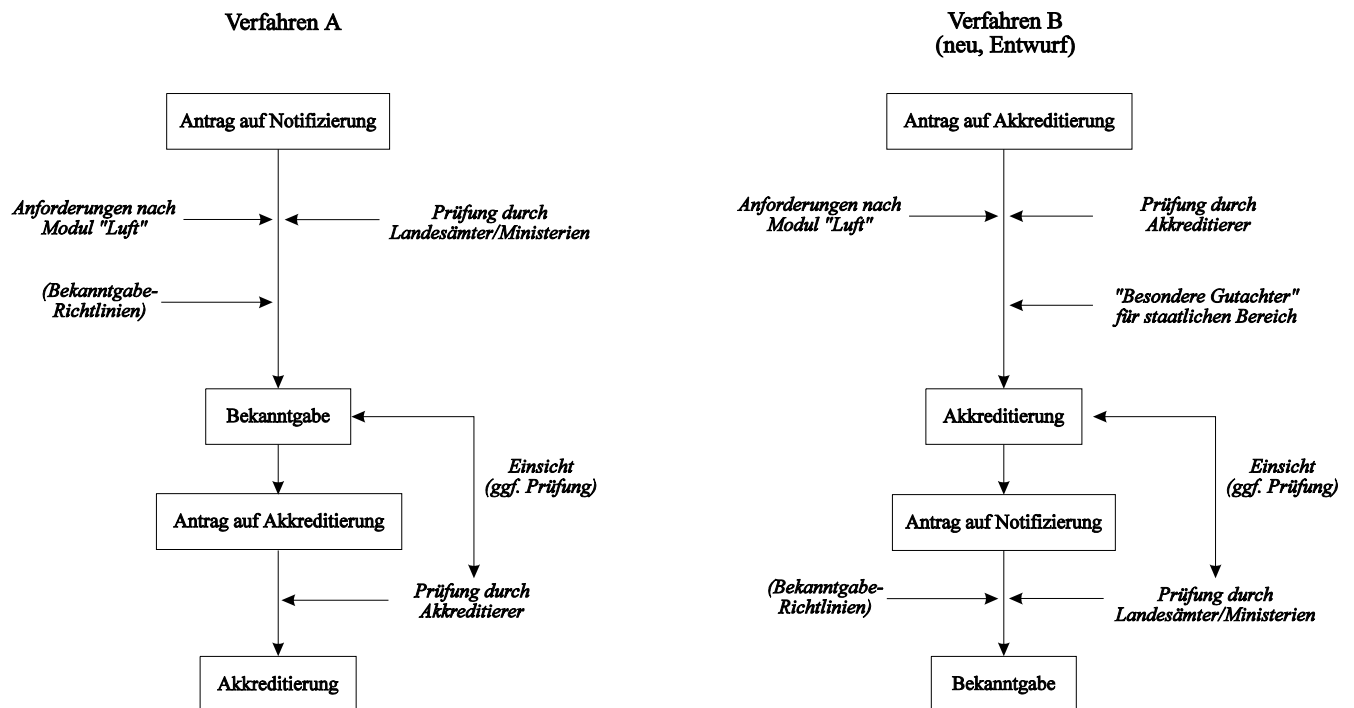 Verfahren A
Antrag auf Notifizierung
Anforderungen nach
Modul "Luft"
Prüfung durch
Landesämter/Ministerien
(Bekanntgabe-
Richtlinien)
Bekanntgabe
Einsicht
(ggf. Prüfung)
Antrag auf Akkreditierung
Prüfung durch
Akkreditierer
Akkreditierung
Verfahren B
(neu, Entwurf)
Antrag auf Akkreditierung
Anforderungen nach
Modul "Luft"
Prüfung durch
Akkreditierer
"Besondere Gutachter"
für staatlichen Bereich
Akkreditierung
Einsicht
(ggf. Prüfung)
Antrag auf Notifizierung
(Bekanntgabe-
Richtlinien)
Prüfung durch
Landesämter/Ministerien
Bekanntgabe